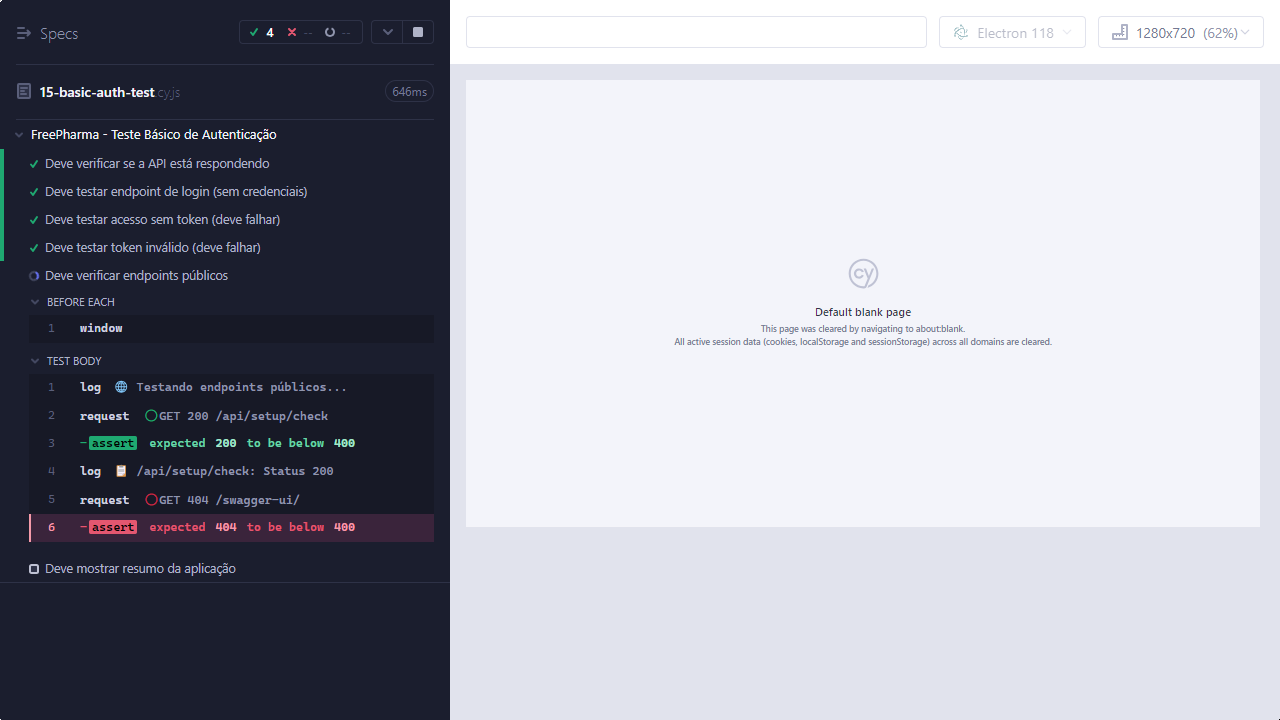 Specs
4 -- --
15-basic-auth-test.cy.js
646ms
FreePharma - Teste Básico de Autenticação
Deve verificar se a API está respondendo
Deve testar endpoint de login (sem credenciais)
Deve testar acesso sem token (deve falhar)
Deve testar token inválido (deve falhar)
Deve verificar endpoints públicos
BEFORE EACH
1 window
TEST BODY
1 log 🌐 Testando endpoints públicos...
2 request GET 200 /api/setup/check
3 -assert expected 200 to be below 400
4 log 📋 /api/setup/check: Status 200
5 request GET 404 /swagger-ui/
6 -assert expected 404 to be below 400
Deve mostrar resumo da aplicação
Electron 118
1280x720 (62%)
cy
Default blank page
This page was cleared by navigating to about:blank.
All active session data (cookies, localStorage and sessionStorage) across all domains are cleared.